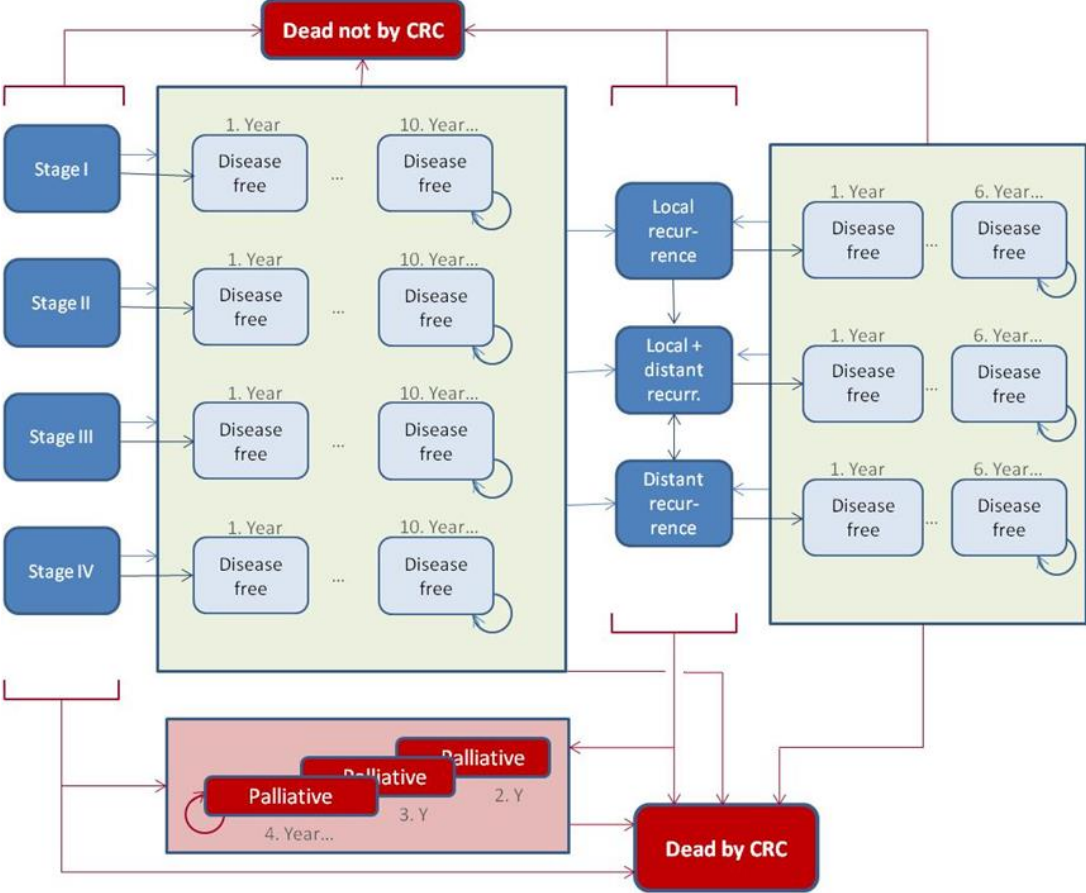 Dead not by CRC
Stage I
1. Year
10. Year...
Disease
free
...
Disease
free
Stage II
1. Year
10. Year...
Disease
free
...
Disease
free
Stage III
1. Year
10. Year...
Disease
free
...
Disease
free
Stage IV
1. Year
10. Year...
Disease
free
...
Disease
free
Local
recur-
rence
Local +
distant
recurr.
Distant
recur-
rence
1. Year
6. Year...
Disease
free
...
Disease
free
1. Year
6. Year...
Disease
free
...
Disease
free
1. Year
6. Year...
Disease
free
...
Disease
free
Palliative
2. Y
Palliative
3. Y
Palliative
4. Year...
Dead by CRC